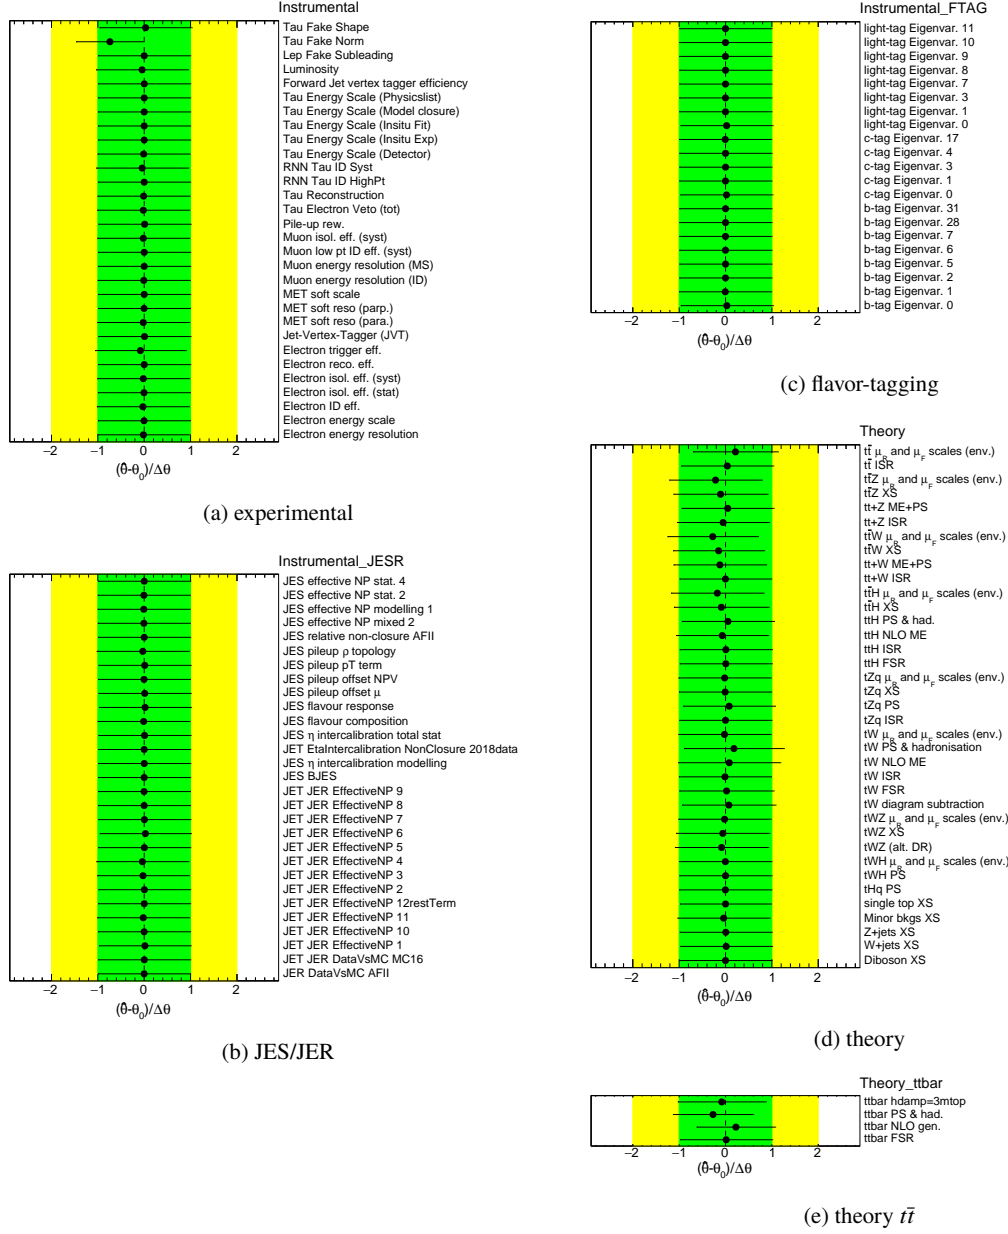 Instrumental
Tau Fake Shape
Tau Fake Norm
Lep Fake Subleading
Luminosity
Forward Jet vertex tagger efficiency
Tau Energy Scale (Physicslist)
Tau Energy Scale (Model closure)
Tau Energy Scale (Insitu Fit)
Tau Energy Scale (Insitu Exp)
Tau Energy Scale (Detector)
RNN Tau ID Syst
RNN Tau ID HighPt
Tau Reconstruction
Tau Electron Veto (tot)
Pile-up rew.
Muon isol. eff. (syst)
Muon low pt ID eff. (syst)
Muon energy resolution (MS)
Muon energy resolution (ID)
MET soft scale
MET soft reso (parp.)
MET soft reso (para.)
Jet-Vertex-Tagger (JVT)
Electron trigger eff.
Electron reco. eff.
Electron isol. eff. (syst)
Electron isol. eff. (stat)
Electron ID eff.
Electron energy scale
Electron energy resolution
−2 −1 0 1 2
(θ̂-θ₀)/Δθ
(a) experimental
Instrumental_JESR
JES effective NP stat. 4
JES effective NP stat. 2
JES effective NP modelling 1
JES effective NP mixed 2
JES relative non-closure AFII
JES pileup ρ topology
JES pileup pT term
JES pileup offset NPV
JES pileup offset μ
JES flavour response
JES flavour composition
JES η intercalibration total stat
JET EtaIntercalibration NonClosure 2018data
JES η intercalibration modelling
JES BJES
JET JER EffectiveNP 9
JET JER EffectiveNP 8
JET JER EffectiveNP 7
JET JER EffectiveNP 6
JET JER EffectiveNP 5
JET JER EffectiveNP 4
JET JER EffectiveNP 3
JET JER EffectiveNP 2
JET JER EffectiveNP 12restTerm
JET JER EffectiveNP 11
JET JER EffectiveNP 10
JET JER EffectiveNP 1
JET JER DataVsMC MC16
JER DataVsMC AFII
−2 −1 0 1 2
(θ̂-θ₀)/Δθ
(b) JES/JER
Instrumental_FTAG
light-tag Eigenvar. 11
light-tag Eigenvar. 10
light-tag Eigenvar. 9
light-tag Eigenvar. 8
light-tag Eigenvar. 7
light-tag Eigenvar. 3
light-tag Eigenvar. 1
light-tag Eigenvar. 0
c-tag Eigenvar. 17
c-tag Eigenvar. 4
c-tag Eigenvar. 3
c-tag Eigenvar. 1
c-tag Eigenvar. 0
b-tag Eigenvar. 31
b-tag Eigenvar. 28
b-tag Eigenvar. 7
b-tag Eigenvar. 6
b-tag Eigenvar. 5
b-tag Eigenvar. 2
b-tag Eigenvar. 1
b-tag Eigenvar. 0
−2 −1 0 1 2
(θ̂-θ₀)/Δθ
(c) flavor-tagging
Theory
tt̄ μ_R and μ_F scales (env.)
tt̄ ISR
tt̄Z μ_R and μ_F scales (env.)
tt̄Z XS
tt+Z ME+PS
tt+Z ISR
tt̄W μ_R and μ_F scales (env.)
tt̄W XS
tt+W ME+PS
tt+W ISR
tt̄H μ_R and μ_F scales (env.)
tt̄H XS
ttH PS & had.
ttH NLO ME
ttH ISR
ttH FSR
tZq μ_R and μ_F scales (env.)
tZq XS
tZq PS
tZq ISR
tW μ_R and μ_F scales (env.)
tW PS & hadronisation
tW NLO ME
tW ISR
tW FSR
tW diagram subtraction
tWZ μ_R and μ_F scales (env.)
tWZ XS
tWZ (alt. DR)
tWH μ_R and μ_F scales (env.)
tWH PS
tHq PS
single top XS
Minor bkgs XS
Z+jets XS
W+jets XS
Diboson XS
−2 −1 0 1 2
(θ̂-θ₀)/Δθ
(d) theory
Theory_ttbar
ttbar hdamp=3mtop
ttbar PS & had.
ttbar NLO gen.
ttbar FSR
−2 −1 0 1 2
(θ̂-θ₀)/Δθ
(e) theory tt̄